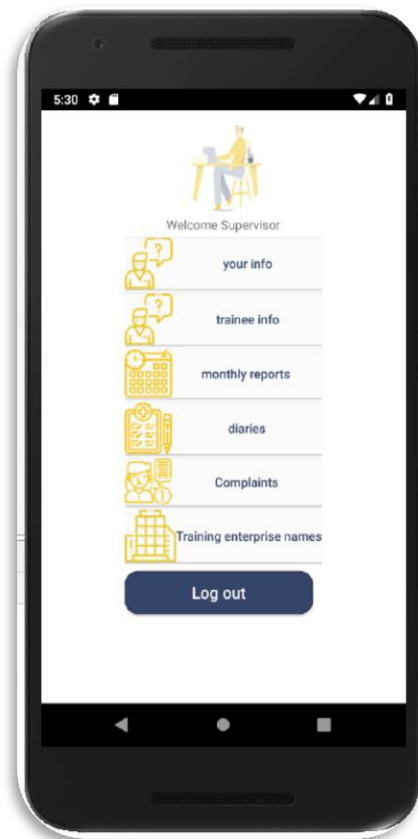 5:30
Welcome Supervisor
your info
trainee info
monthly reports
diaries
Complaints
Training enterprise names
Log out